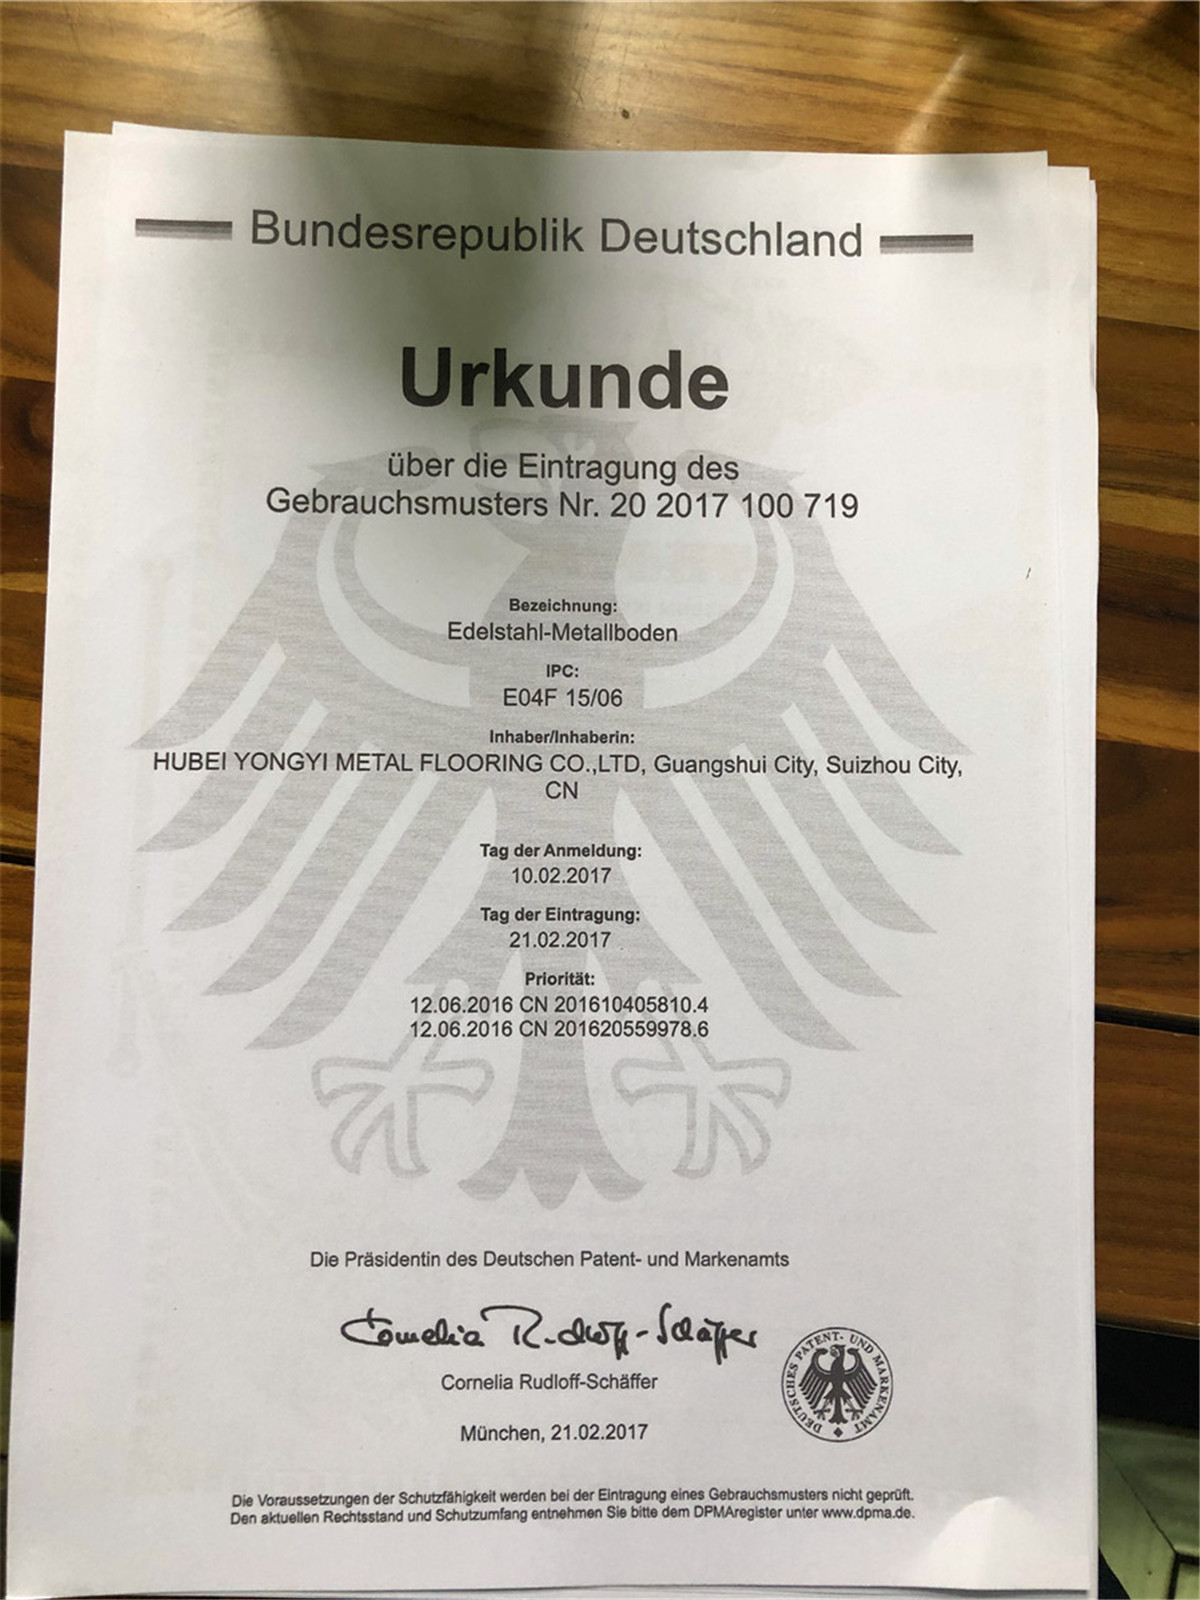 Bundesrepublik Deutschland
Urkunde
über die Eintragung des
Gebrauchsmusters Nr. 20 2017 100 719
Bezeichnung:
Edelstahl-Metallboden
IPC:
E04F 15/06
Inhaber/Inhaberin:
HUBEI YONGYI METAL FLOORING CO.,LTD, Guangshui City, Suizhou City,
CN
Tag der Anmeldung:
10.02.2017
Tag der Eintragung:
21.02.2017
Priorität:
12.06.2016 CN 201610405810.4
12.06.2016 CN 201620559978.6
Die Präsidentin des Deutschen Patent- und Markenamts
Cornelia Rudloff-Schäffer
Cornelia Rudloff-Schäffer
DEUTSCHES PATENT- UND MARKENAMT
München, 21.02.2017
Die Voraussetzungen der Schutzfähigkeit werden bei der Eintragung eines Gebrauchsmusters nicht geprüft.
Den aktuellen Rechtsstand und Schutzumfang entnehmen Sie bitte dem DPMAregister unter www.dpma.de.